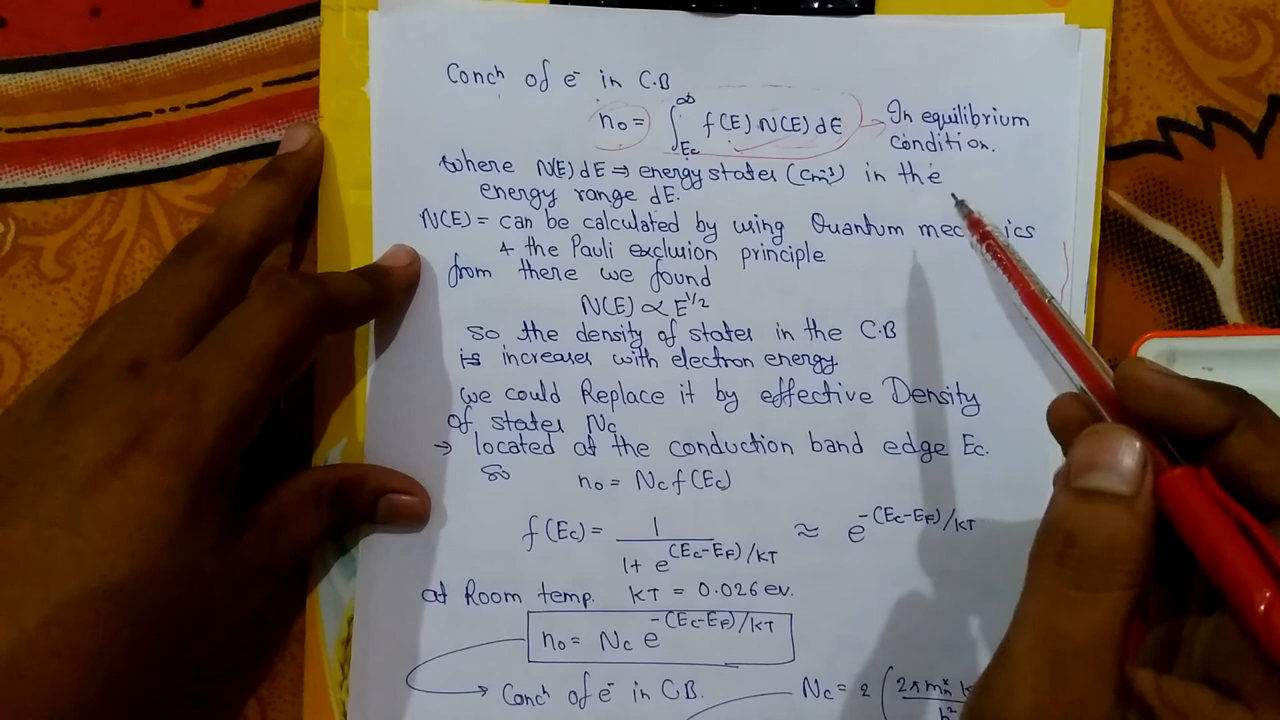 Concn of e- in C.B
n₀ = ∫_{Ec}^{∞} f(E) N(E) dE → In equilibrium condition.
where N(E) dE ⇒ energy states (cm⁻³) in the
energy range dE.
N(E) = can be calculated by using Quantum
& the Pauli exclusion principle
from there we found
N(E) ∝ E^{1/2}
so the density of states in the C.B
is increases with electron energy
we could Replace it by effective Density
of states Nc
→ located at the conduction band edge Ec.
so n₀ = Nc f(Ec)
f(Ec) = 1 / (1 + e^{(Ec-EF)/KT}) ≈ e^{-(Ec-EF)/KT}
at Room temp. KT = 0.026 ev.
n₀ = Nc e^{-(Ec-EF)/KT}
→ Concn of e- in CB. Nc = 2 (2π mn* K / h²